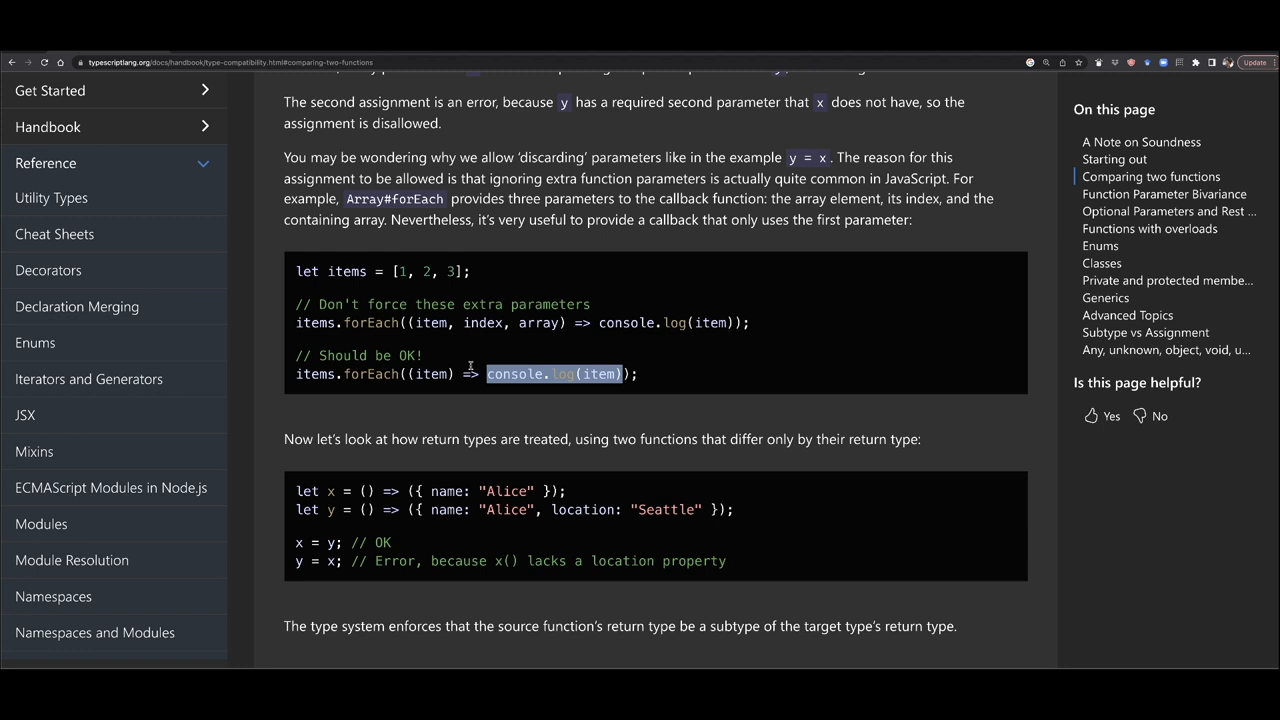 typescriptlang.org/docs/handbook/type-compatibility.html#comparing-two-functions
Update
Get Started
Handbook
Reference
Utility Types
Cheat Sheets
Decorators
Declaration Merging
Enums
Iterators and Generators
JSX
Mixins
ECMAScript Modules in Node.js
Modules
Module Resolution
Namespaces
Namespaces and Modules
The second assignment is an error, because y has a required second parameter that x does not have, so the
assignment is disallowed.
You may be wondering why we allow ‘discarding’ parameters like in the example y = x. The reason for this
assignment to be allowed is that ignoring extra function parameters is actually quite common in JavaScript. For
example, Array#forEach provides three parameters to the callback function: the array element, its index, and the
containing array. Nevertheless, it’s very useful to provide a callback that only uses the first parameter:
let items = [1, 2, 3];
// Don't force these extra parameters
items.forEach((item, index, array) => console.log(item));
// Should be OK!
items.forEach((item) => console.log(item));
Now let’s look at how return types are treated, using two functions that differ only by their return type:
let x = () => ({ name: "Alice" });
let y = () => ({ name: "Alice", location: "Seattle" });
x = y; // OK
y = x; // Error, because x() lacks a location property
The type system enforces that the source function’s return type be a subtype of the target type’s return type.
On this page
A Note on Soundness
Starting out
Comparing two functions
Function Parameter Bivariance
Optional Parameters and Rest ...
Functions with overloads
Enums
Classes
Private and protected membe...
Generics
Advanced Topics
Subtype vs Assignment
Any, unknown, object, void, u...
Is this page helpful?
Yes No